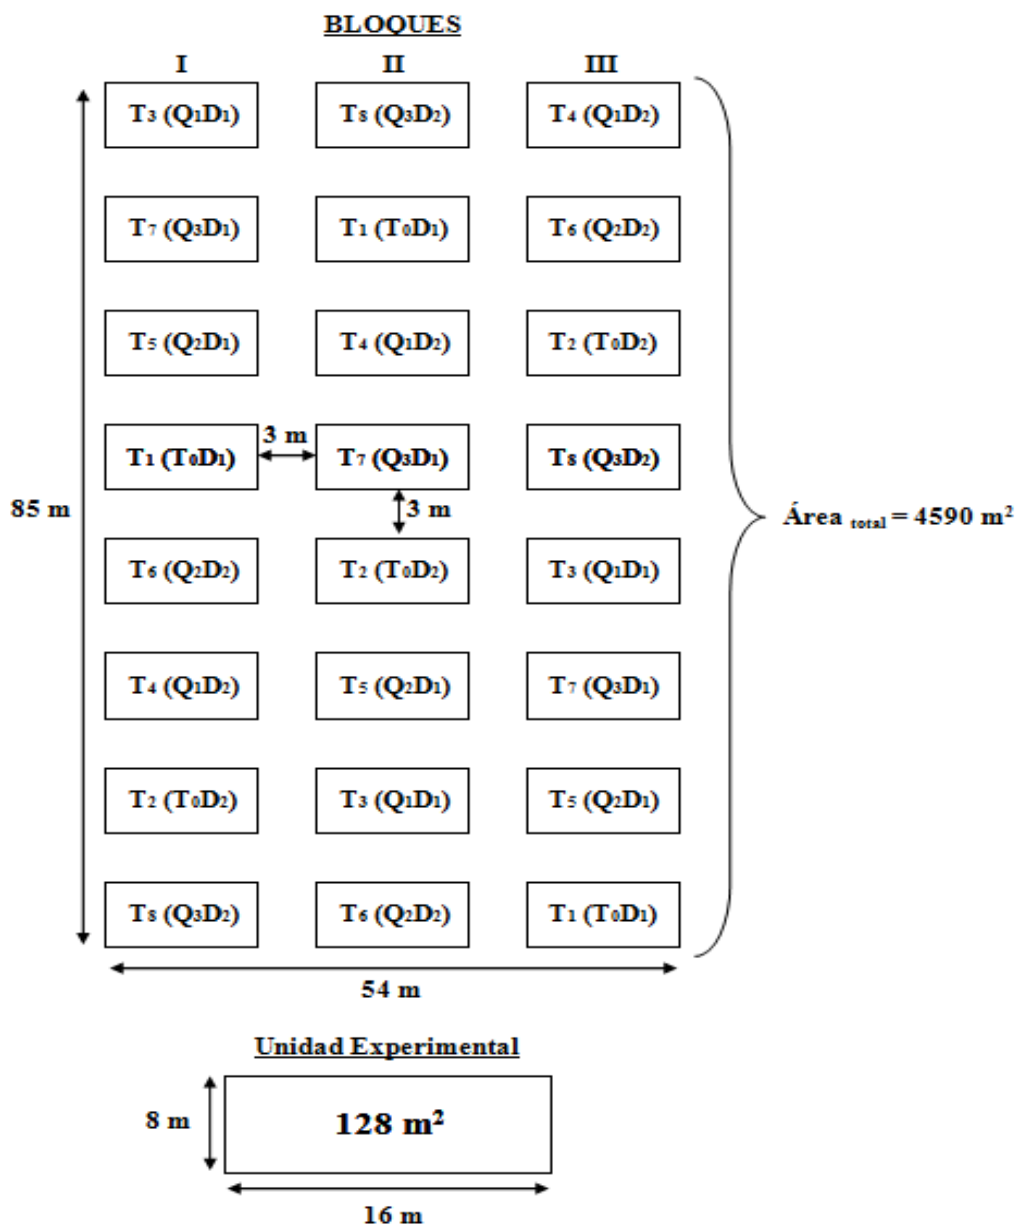 BLOQUES
I II III
T₃ (Q₁D₁) T₈ (Q₃D₂) T₄ (Q₁D₂)
T₇ (Q₃D₁) T₁ (T₀D₁) T₆ (Q₂D₂)
T₅ (Q₂D₁) T₄ (Q₁D₂) T₂ (T₀D₂)
T₁ (T₀D₁) 3 m T₇ (Q₃D₁) T₈ (Q₃D₂)
85 m 3 m Área total = 4590 m²
T₆ (Q₂D₂) T₂ (T₀D₂) T₃ (Q₁D₁)
T₄ (Q₁D₂) T₅ (Q₂D₁) T₇ (Q₃D₁)
T₂ (T₀D₂) T₃ (Q₁D₁) T₅ (Q₂D₁)
T₈ (Q₃D₂) T₆ (Q₂D₂) T₁ (T₀D₁)
54 m
Unidad Experimental
8 m 128 m²
16 m